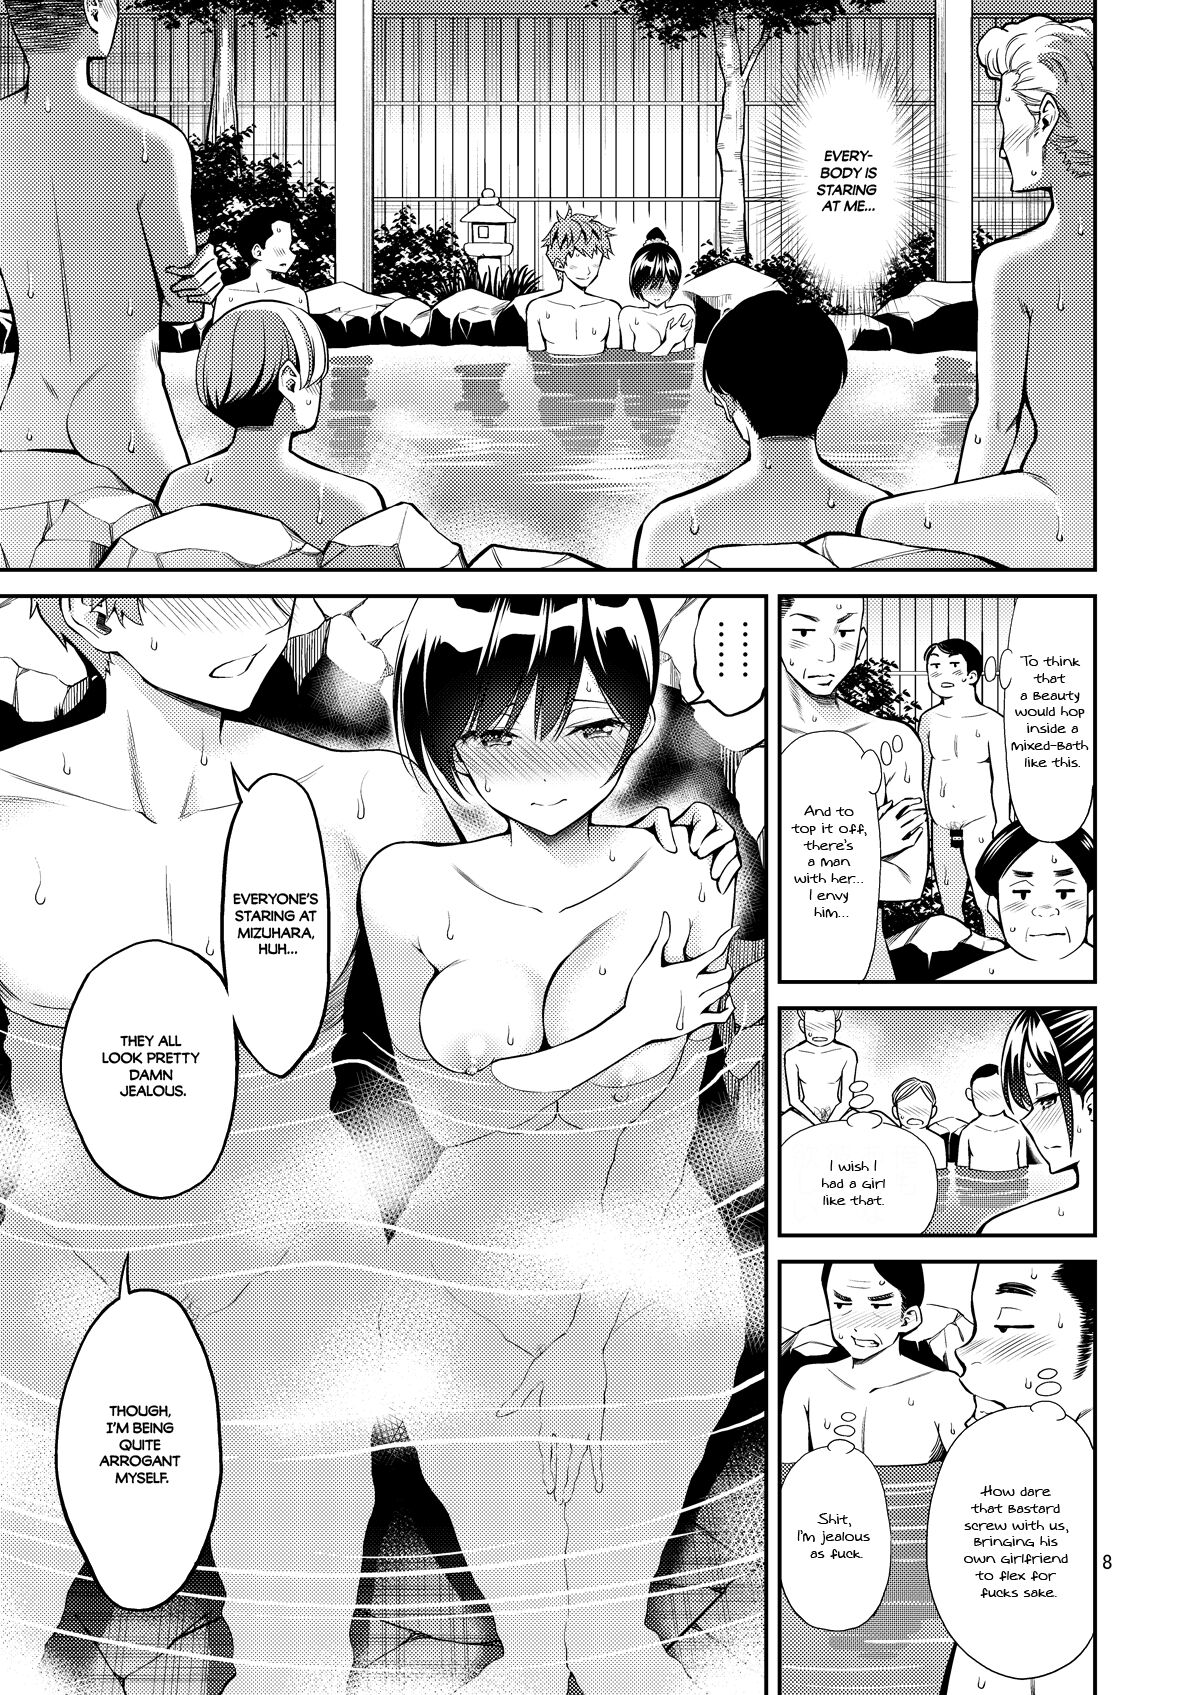 EVERY-
BODY IS
STARING
AT ME...
To think
that
a Beauty
would hop
inside a
mixed-Bath
like this.
And to
top it off,
there's
a man
with her...
I envy
him...
I wish I
had a Girl
like that.
How dare
that Bastard
screw with us,
Bringing his
own Girlfriend
to flex for
fucks sake.
Shit,
I'm jealous
as fuck.
EVERYONE'S
STARING AT
MIZUHARA,
HUH...
THEY ALL
LOOK PRETTY
DAMN
JEALOUS.
THOUGH,
I'M BEING
QUITE
ARROGANT
MYSELF.
8